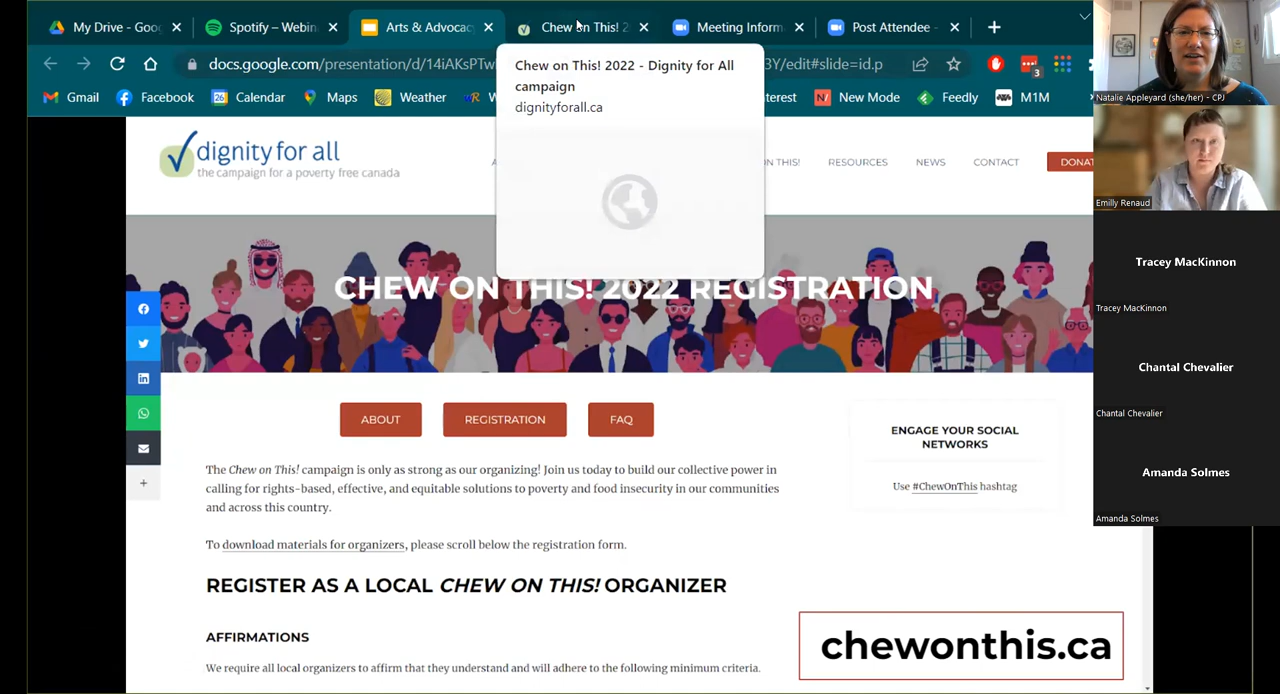 My Drive - Goog
Spotify – Webin
Arts & Advocac
Chew on This! 2
Meeting Inform
Post Attendee -
docs.google.com/presentation/d/14iAKsPTwl
3Y/edit#slide=id.p
3
Gmail
Facebook
26
Calendar
Maps
Weather
W
terest
N
New Mode
Feedly
M1M
Chew on This! 2022 - Dignity for All
campaign
dignityforall.ca
dignity for all
the campaign for a poverty free canada
A
ON THIS!
RESOURCES
NEWS
CONTACT
DONAT
CHEW ON THIS! 2022 REGISTRATION
ABOUT
REGISTRATION
FAQ
The Chew on This! campaign is only as strong as our organizing! Join us today to build our collective power in
calling for rights-based, effective, and equitable solutions to poverty and food insecurity in our communities
and across this country.
To download materials for organizers, please scroll below the registration form.
REGISTER AS A LOCAL CHEW ON THIS! ORGANIZER
AFFIRMATIONS
We require all local organizers to affirm that they understand and will adhere to the following minimum criteria.
ENGAGE YOUR SOCIAL
NETWORKS
Use #ChewOnThis hashtag
chewonthis.ca
Natalie Appleyard (she/her) - CPJ
Emilly Renaud
Tracey MacKinnon
Tracey MacKinnon
Chantal Chevalier
Chantal Chevalier
Amanda Solmes
Amanda Solmes